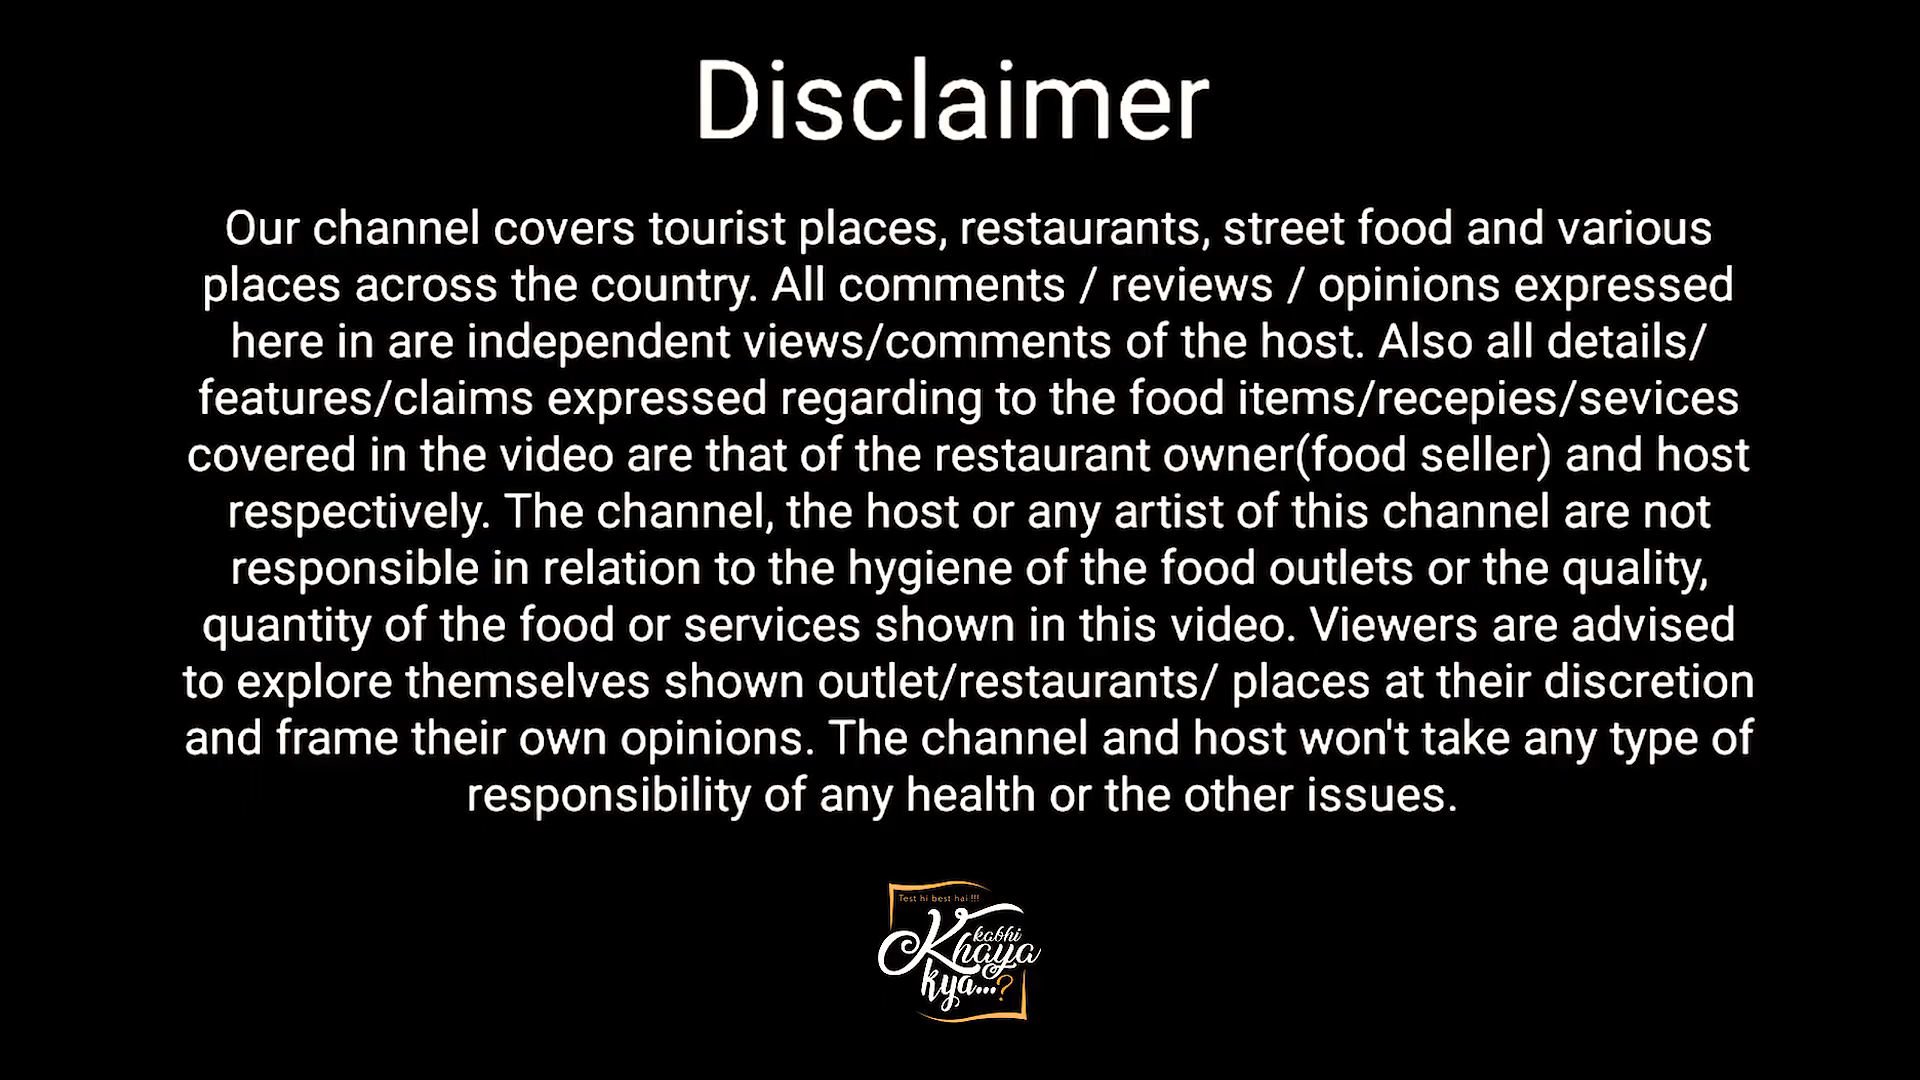 Disclaimer
Our channel covers tourist places, restaurants, street food and various
places across the country. All comments / reviews / opinions expressed
here in are independent views/comments of the host. Also all details/
features/claims expressed regarding to the food items/recepies/sevices
covered in the video are that of the restaurant owner(food seller) and host
respectively. The channel, the host or any artist of this channel are not
responsible in relation to the hygiene of the food outlets or the quality,
quantity of the food or services shown in this video. Viewers are advised
to explore themselves shown outlet/restaurants/ places at their discretion
and frame their own opinions. The channel and host won't take any type of
responsibility of any health or the other issues.
Test hi best hai !!!
kabhi
Khaya
kya...?